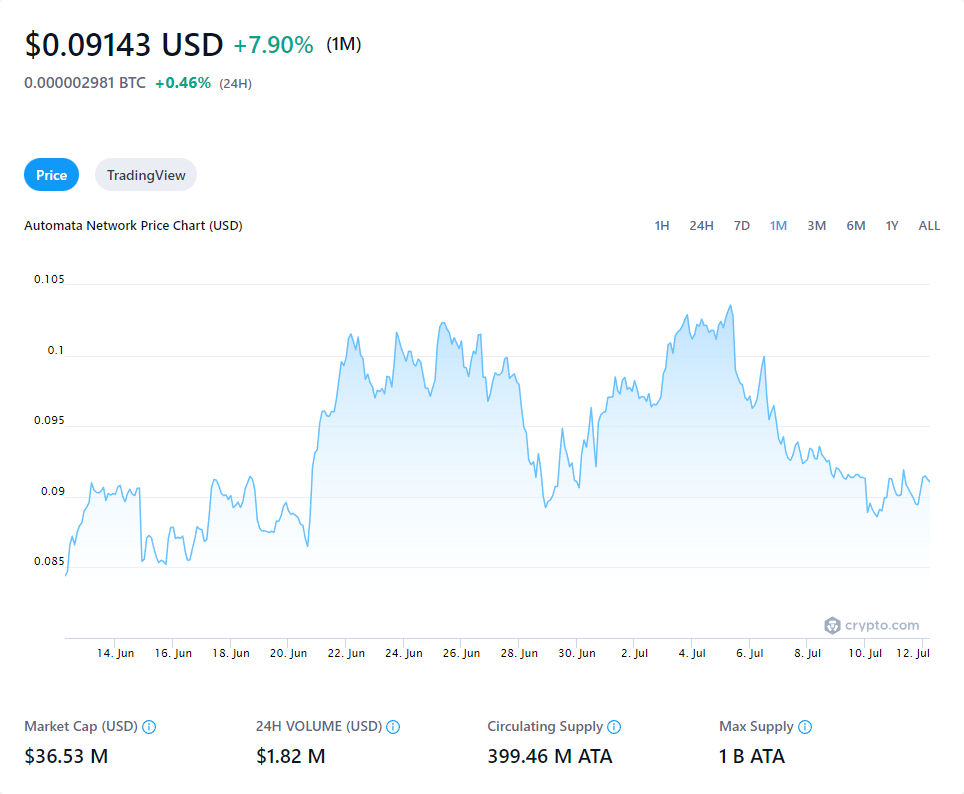 $0.09143 USD +7.90% (1M)
0.000002981 BTC +0.46% (24H)
Price TradingView
Automata Network Price Chart (USD) 1H 24H 7D 1M 3M 6M 1Y ALL
0.105
0.1
0.095
0.09
0.085
crypto.com
14. Jun 16. Jun 18. Jun 20. Jun 22. Jun 24. Jun 26. Jun 28. Jun 30. Jun 2. Jul 4. Jul 6. Jul 8. Jul 10. Jul 12. Jul
Market Cap (USD) 24H VOLUME (USD) Circulating Supply Max Supply
$36.53 M $1.82 M 399.46 M ATA 1 B ATA